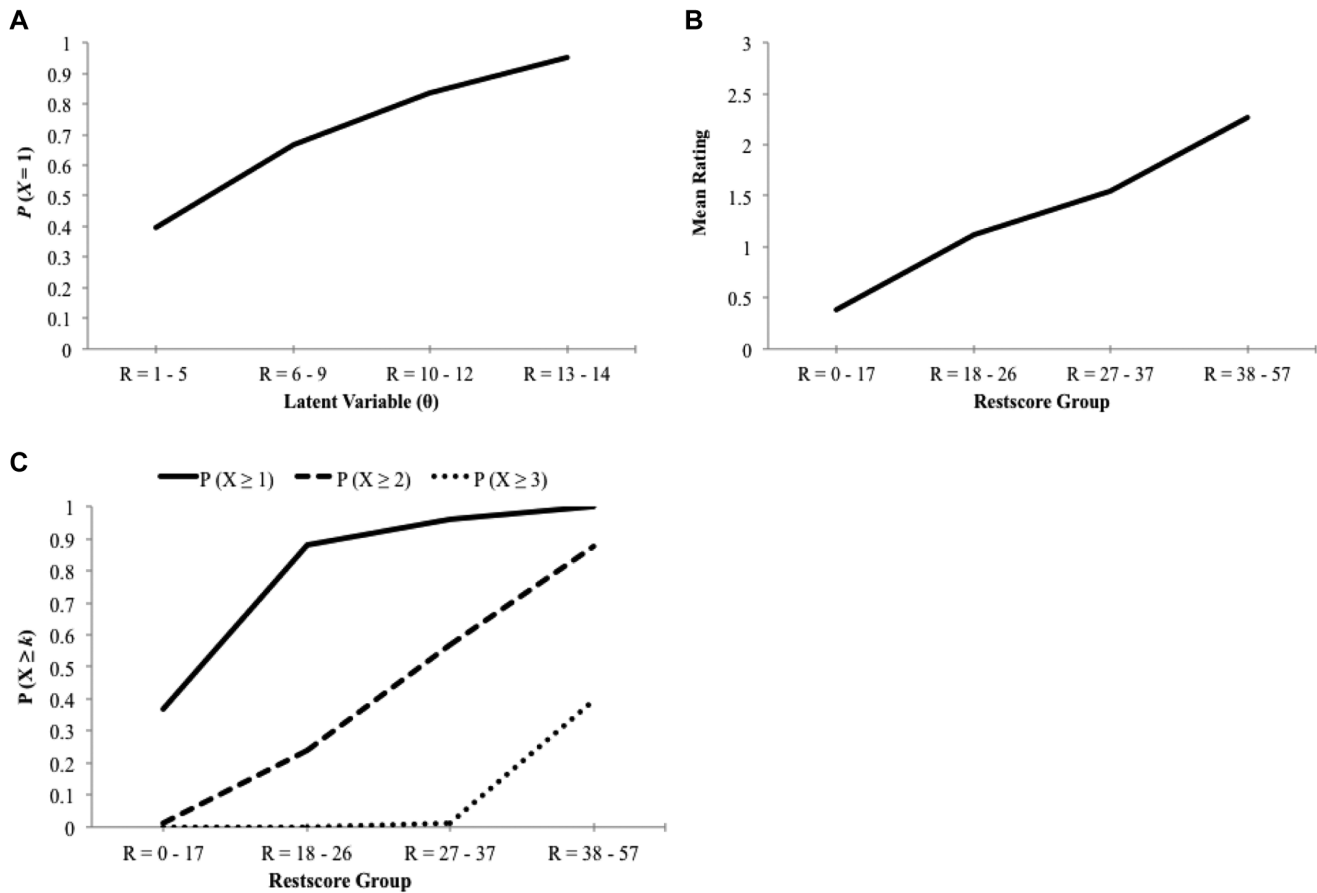 A
P (X = 1)
1
0.9
0.8
0.7
0.6
0.5
0.4
0.3
0.2
0.1
0
R = 1 - 5 R = 6 - 9 R = 10 - 12 R = 13 - 14
Latent Variable (θ)
B
Mean Rating
3
2.5
2
1.5
1
0.5
0
R = 0 - 17 R = 18 - 26 R = 27 - 37 R = 38 - 57
Restscore Group
C
P (X ≥ 1) P (X ≥ 2) P (X ≥ 3)
P (X ≥ k)
1
0.9
0.8
0.7
0.6
0.5
0.4
0.3
0.2
0.1
0
R = 0 - 17 R = 18 - 26 R = 27 - 37 R = 38 - 57
Restscore Group